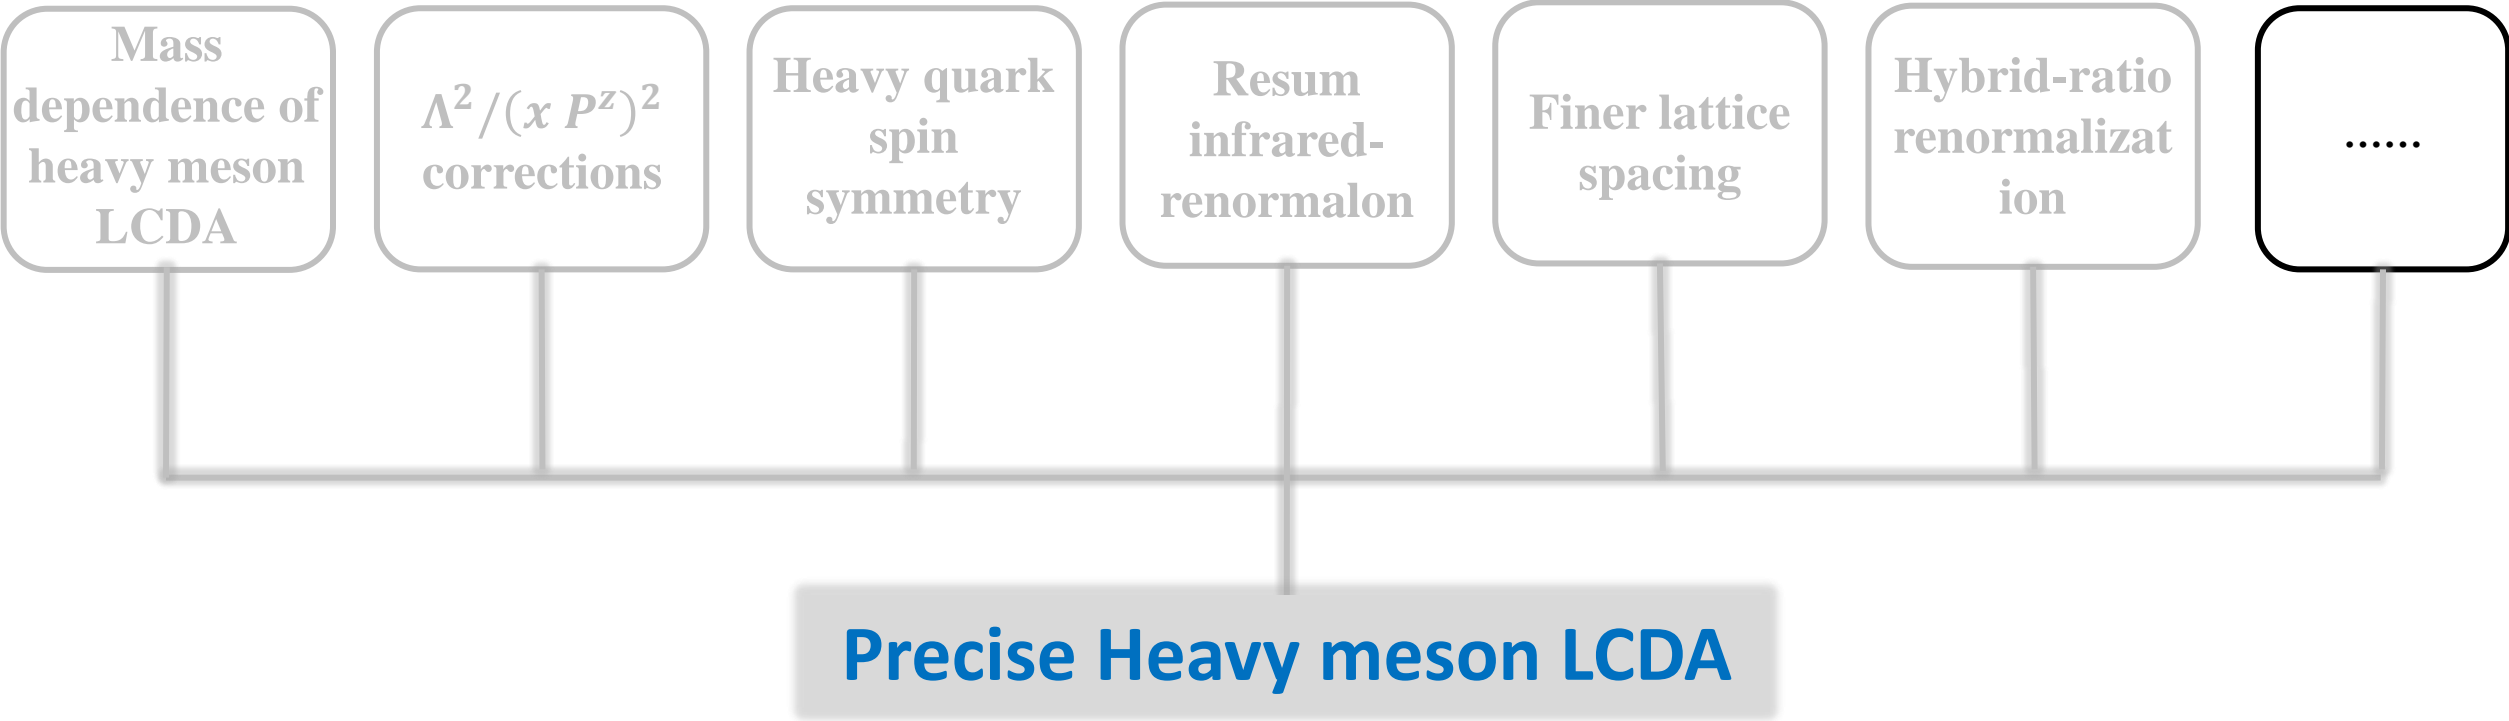 Mass
dependence of
heavy meson
LCDA
Λ²/(xPᶻ)²
corrections
Heavy quark
spin
symmetry
Resum
infrared-
renormalon
Finer lattice
spacing
Hybrid-ratio
renormalizat
ion
……
Precise Heavy meson LCDA